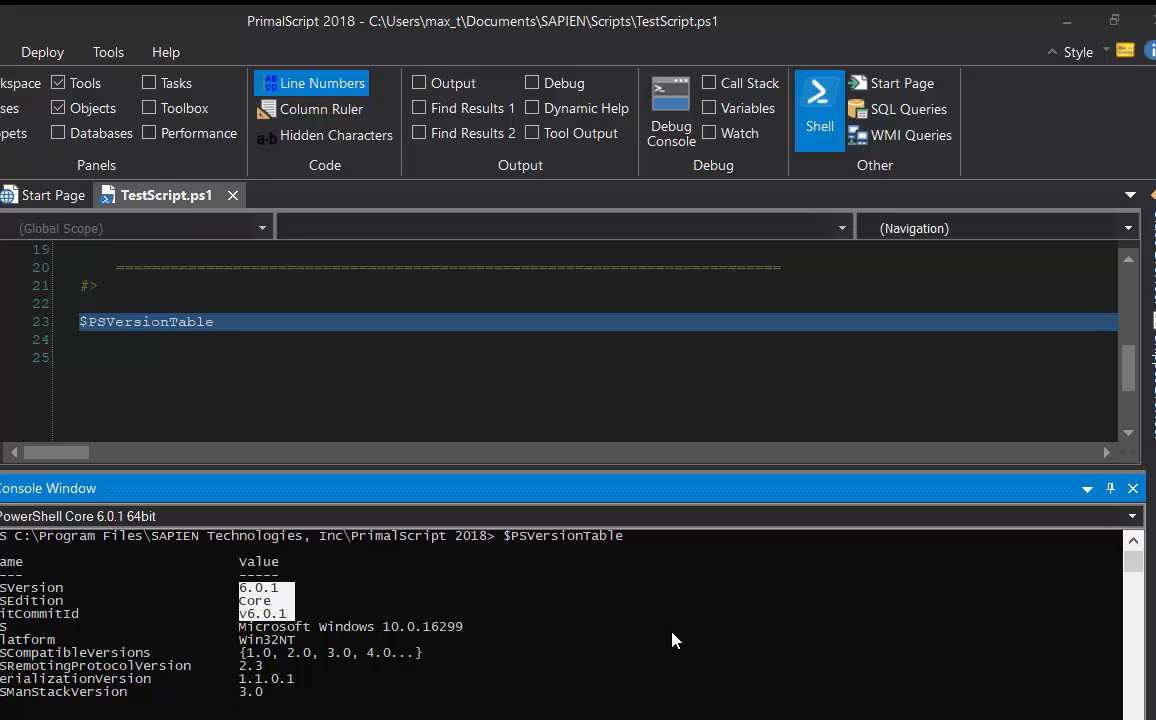 PrimalScript 2018 - C:\Users\max_t\Documents\SAPIEN\Scripts\TestScript.ps1
Deploy Tools Help
Style
kspace Tools Tasks
ses Objects Toolbox
pets Databases Performance
Panels
Line Numbers
Column Ruler
Hidden Characters
Code
Output Debug
Find Results 1 Dynamic Help
Find Results 2 Tool Output
Output
Debug Console
Call Stack
Variables
Watch
Debug
Shell
Start Page
SQL Queries
WMI Queries
Other
Start Page TestScript.ps1
(Global Scope) (Navigation)
19
20 ===========================================================================
21 #>
22
23 $PSVersionTable
24
25
onsole Window
PowerShell Core 6.0.1 64bit
S C:\Program Files\SAPIEN Technologies, Inc\PrimalScript 2018> $PSVersionTable
ame Value
--- -----
SVersion 6.0.1
SEdition Core
itCommitId v6.0.1
S Microsoft Windows 10.0.16299
latform Win32NT
SCompatibleVersions {1.0, 2.0, 3.0, 4.0...}
SRemotingProtocolVersion 2.3
erializationVersion 1.1.0.1
SManStackVersion 3.0